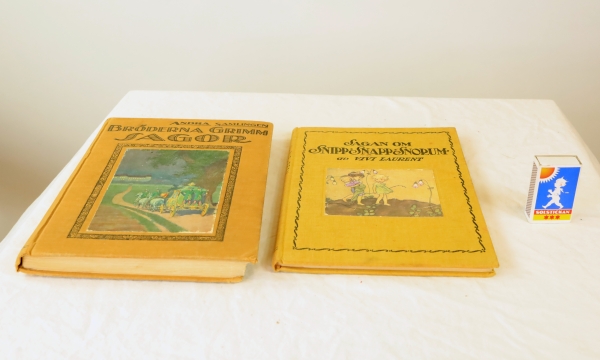 ANDRA SAMLINGEN
BRÖDERNA GRIMM
SAGOR
SAGAN OM
SNIPP SNAPP SNORUM
AV VIVI LAURENT
SOLSTICKAN